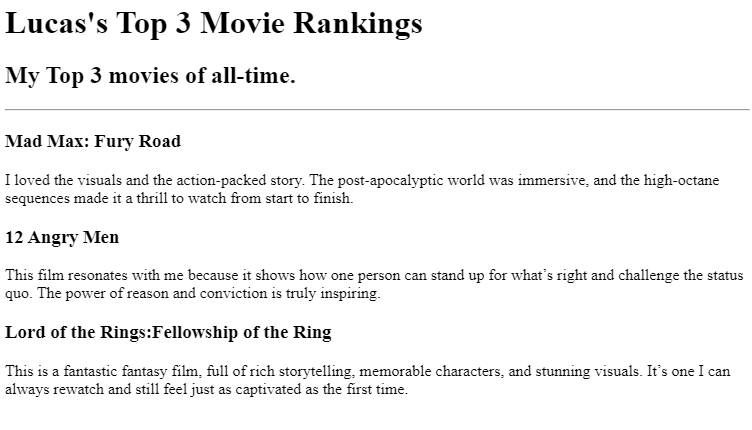 Lucas's Top 3 Movie Rankings
My Top 3 movies of all-time.
Mad Max: Fury Road
I loved the visuals and the action-packed story. The post-apocalyptic world was immersive, and the high-octane
sequences made it a thrill to watch from start to finish.
12 Angry Men
This film resonates with me because it shows how one person can stand up for what’s right and challenge the status
quo. The power of reason and conviction is truly inspiring.
Lord of the Rings:Fellowship of the Ring
This is a fantastic fantasy film, full of rich storytelling, memorable characters, and stunning visuals. It’s one I can
always rewatch and still feel just as captivated as the first time.